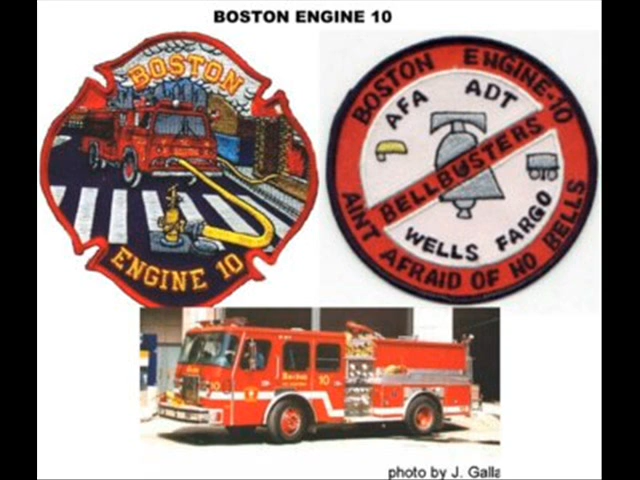 BOSTON ENGINE 10
BOSTON
ENGINE 10
BOSTON ENGINE-10
AFA ADT
BELLBUSTERS
WELLS FARGO
AINT AFRAID OF NO BELLS
Boston
10
10
photo by J. Galla